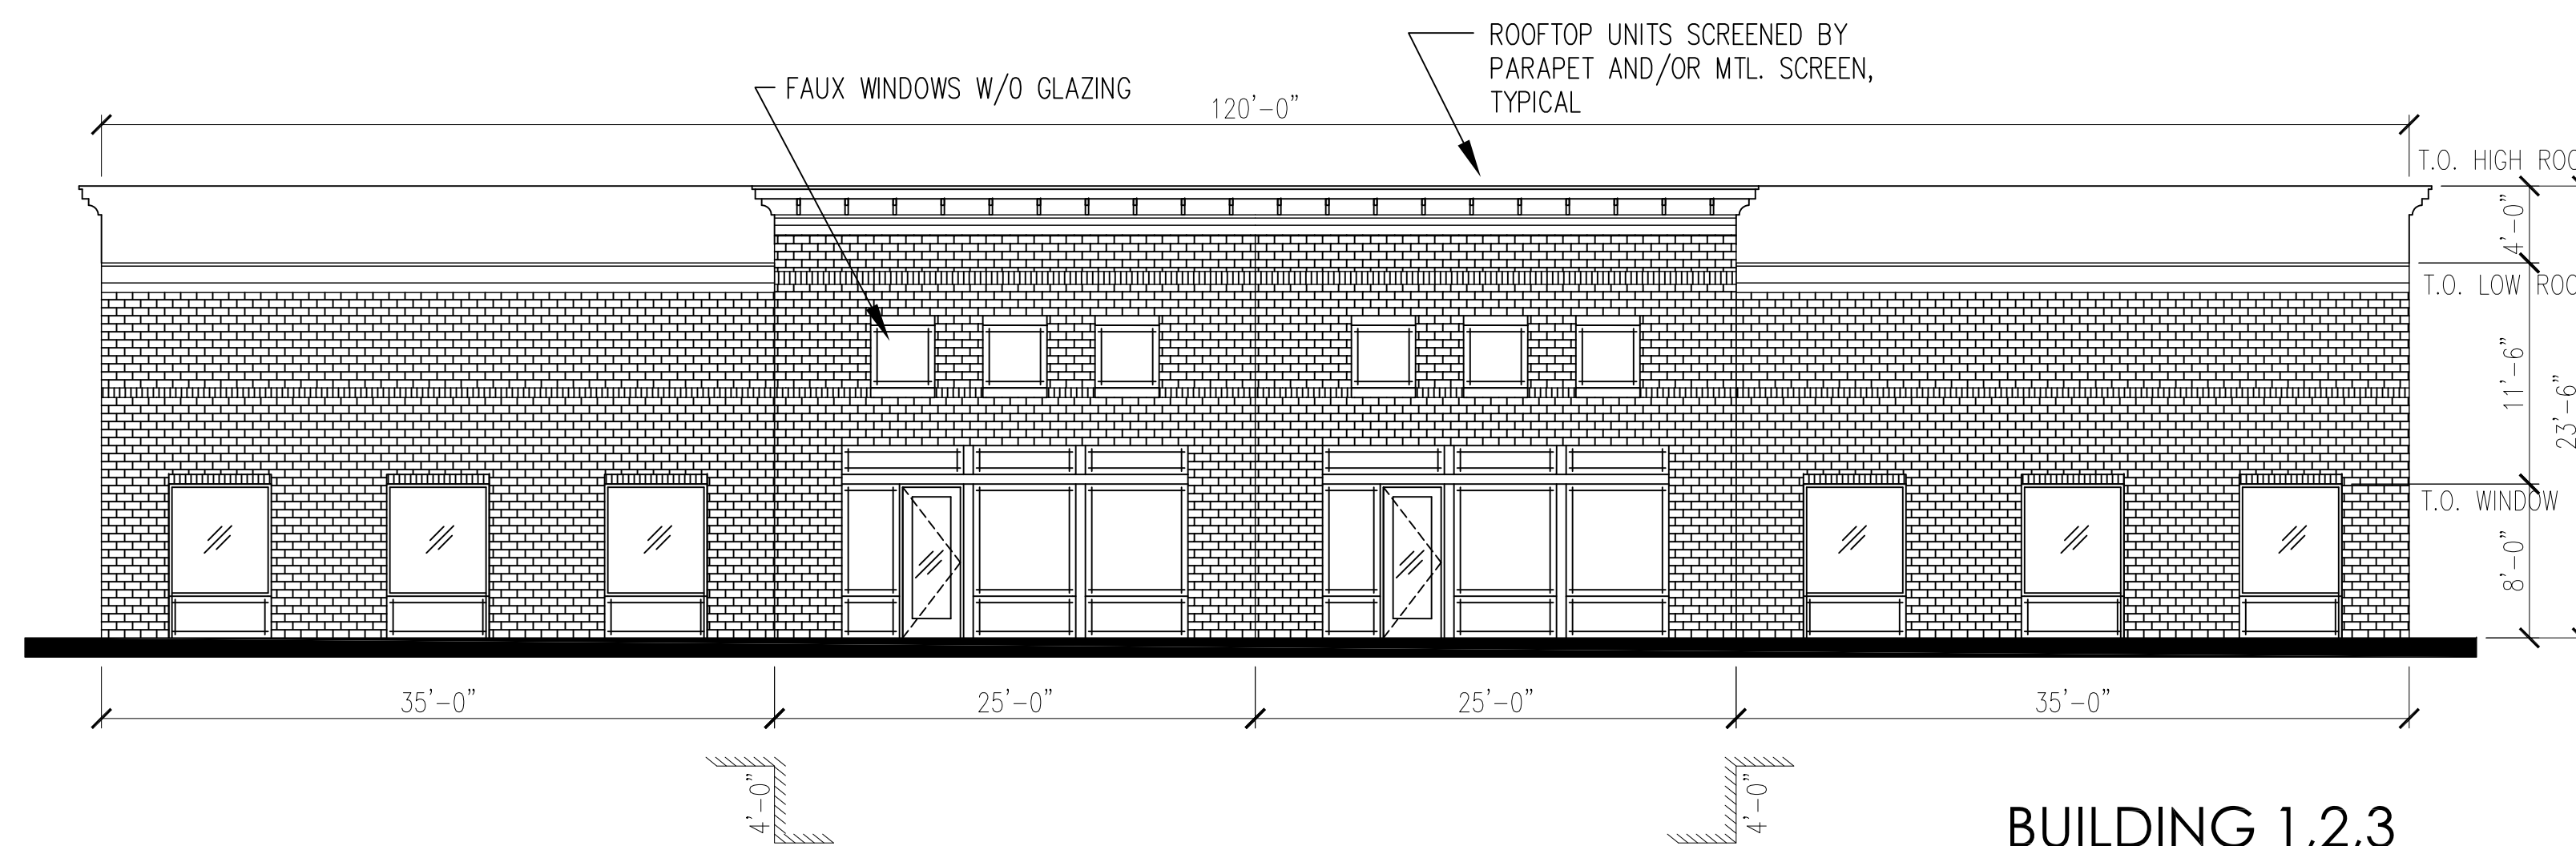 ROOFTOP UNITS SCREENED BY
PARAPET AND/OR MTL. SCREEN,
TYPICAL
FAUX WINDOWS W/O GLAZING
120'-0"
T.O. HIGH
4'-0"
T.O. LOW
11'-6"
23'-6"
T.O. WINDOW
8'-0"
35'-0"
25'-0"
25'-0"
35'-0"
4'-0"
4'-0"
BUILDING 1,2,3